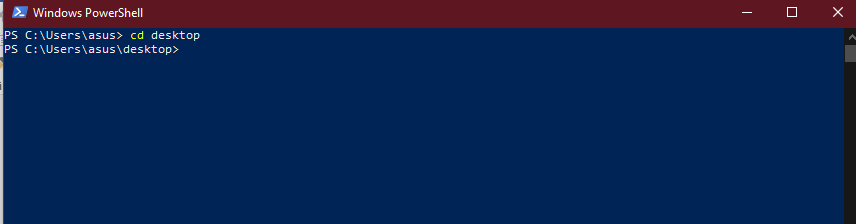 Windows PowerShell
PS C:\Users\asus> cd desktop
PS C:\Users\asus\desktop>